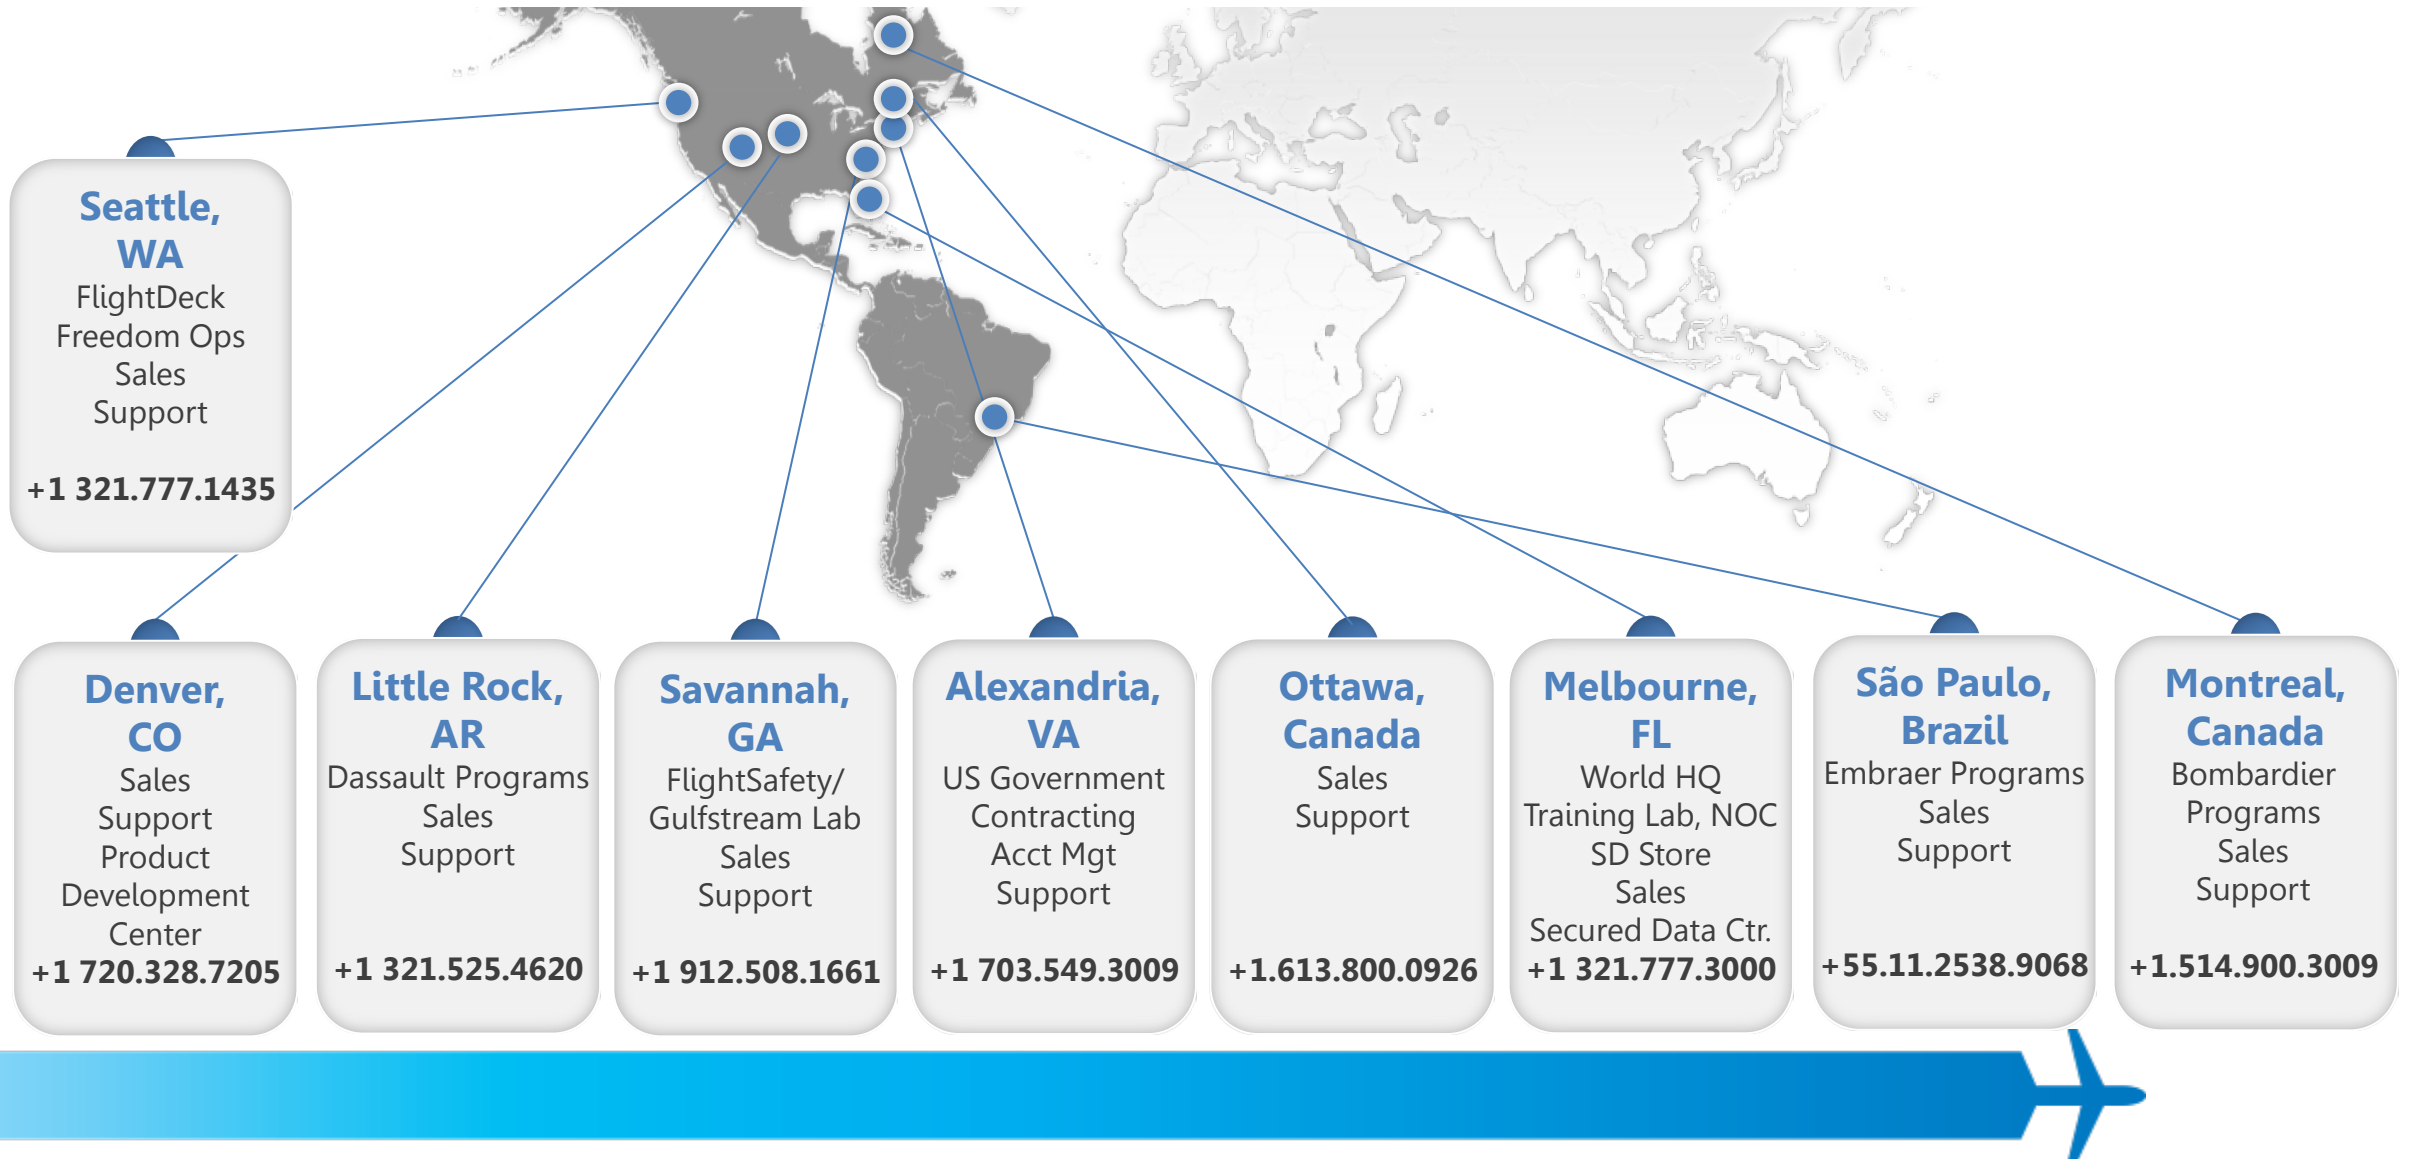 Seattle,
WA
FlightDeck
Freedom Ops
Sales
Support
+1 321.777.1435
Denver,
CO
Sales
Support
Product
Development
Center
+1 720.328.7205
Little Rock,
AR
Dassault Programs
Sales
Support
+1 321.525.4620
Savannah,
GA
FlightSafety/
Gulfstream Lab
Sales
Support
+1 912.508.1661
Alexandria,
VA
US Government
Contracting
Acct Mgt
Support
+1 703.549.3009
Ottawa,
Canada
Sales
Support
+1.613.800.0926
Melbourne,
FL
World HQ
Training Lab, NOC
SD Store
Sales
Secured Data Ctr.
+1 321.777.3000
São Paulo,
Brazil
Embraer Programs
Sales
Support
+55.11.2538.9068
Montreal,
Canada
Bombardier
Programs
Sales
Support
+1.514.900.3009